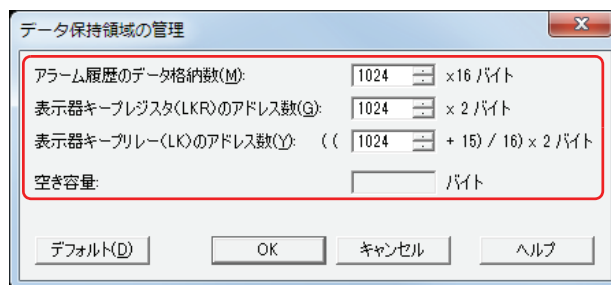 データ保持領域の管理
アラーム履歴のデータ格納数(M): 1024 ×16 バイト
表示器キープレジスタ(LKR)のアドレス数(G): 1024 × 2 バイト
表示器キープリレー(LK)のアドレス数(Y): (( 1024 + 15) / 16) × 2 バイト
空き容量: バイト
デフォルト(D) OK キャンセル ヘルプ